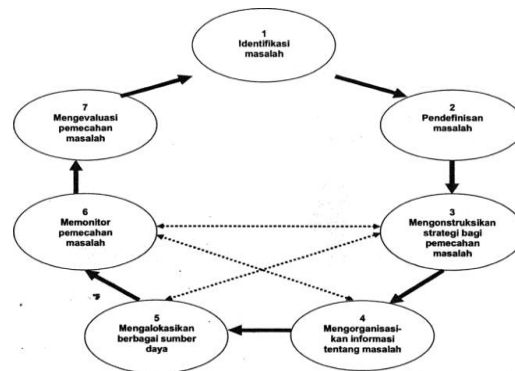 1
Identifikasi
masalah
2
Pendefinisan
masalah
3
Mengonstruksikan
strategi bagi
pemecahan
masalah
4
Mengorganisasi-
kan informasi
tentang masalah
5
Mengalokasikan
berbagai sumber
daya
6
Memonitor
pemecahan
masalah
7
Mengevaluasi
pemecahan
masalah